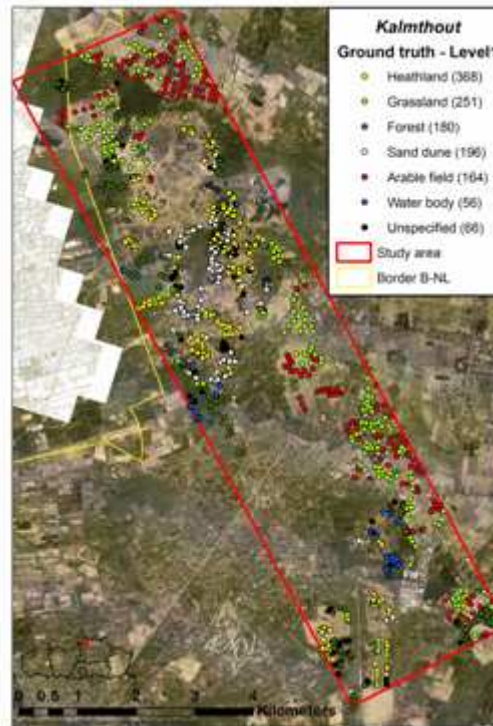 Kalmthout
Ground truth - Level1
Heathland (368)
Grassland (251)
Forest (180)
Sand dune (196)
Arable field (164)
Water body (56)
Unspecified (66)
Study area
Border B-NL
0 0.5 1 2 3 4
Kilometers